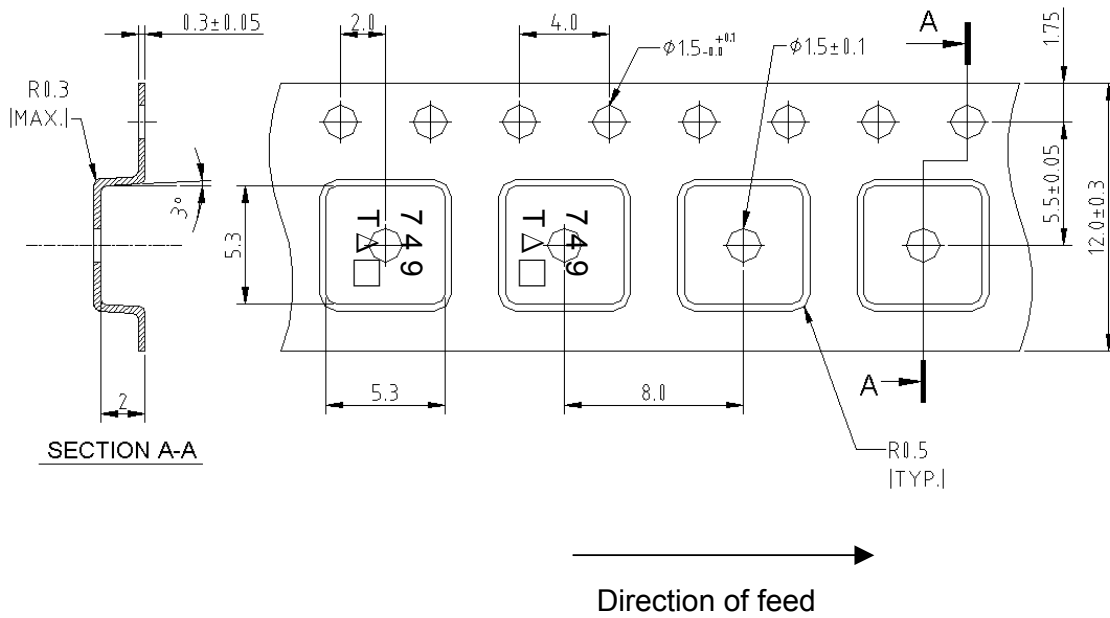 0.3±0.05
2.0
4.0
ϕ1.5-0.0+0.1
ϕ1.5±0.1
A
1.75
R0.3
|MAX.|
3°
5.3
749
T△□
749
T△□
5.5±0.05
12.0±0.3
2
5.3
8.0
A
R0.5
|TYP.|
SECTION A-A
Direction of feed